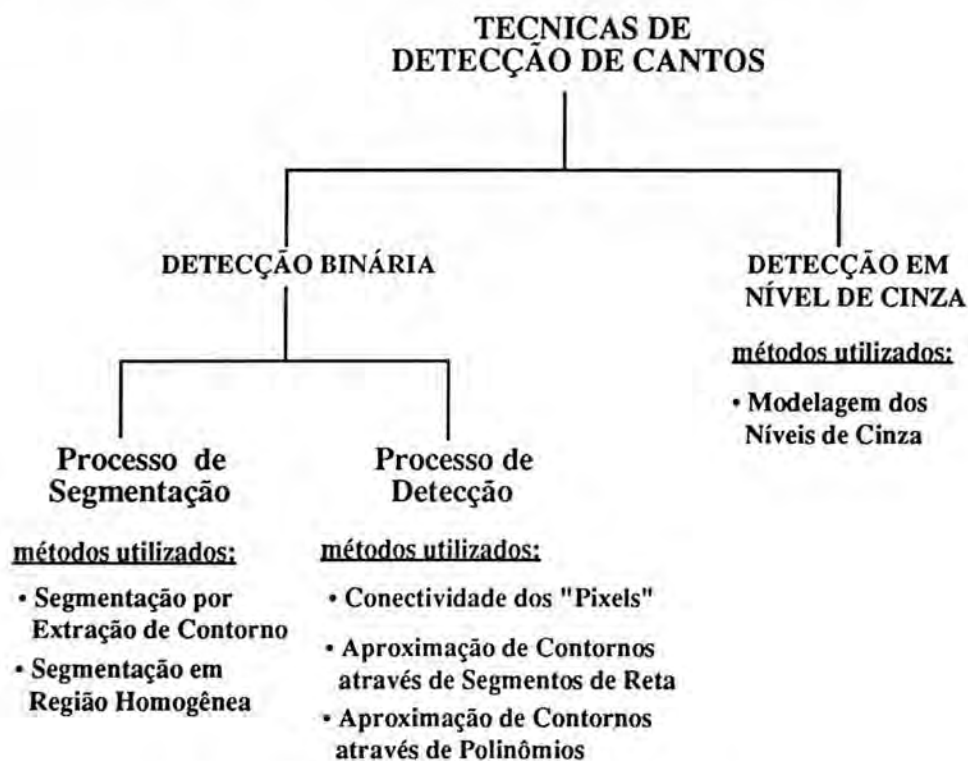 TECNICAS DE
DETECÇÃO DE CANTOS
DETECÇÃO BINÁRIA
DETECÇÃO EM
NÍVEL DE CINZA
métodos utilizados:
• Modelagem dos
Níveis de Cinza
Processo de
Segmentação
métodos utilizados:
• Segmentação por
Extração de Contorno
• Segmentação em
Região Homogênea
Processo de
Detecção
métodos utilizados:
• Conectividade dos "Pixels"
• Aproximação de Contornos
através de Segmentos de Reta
• Aproximação de Contornos
através de Polinômios